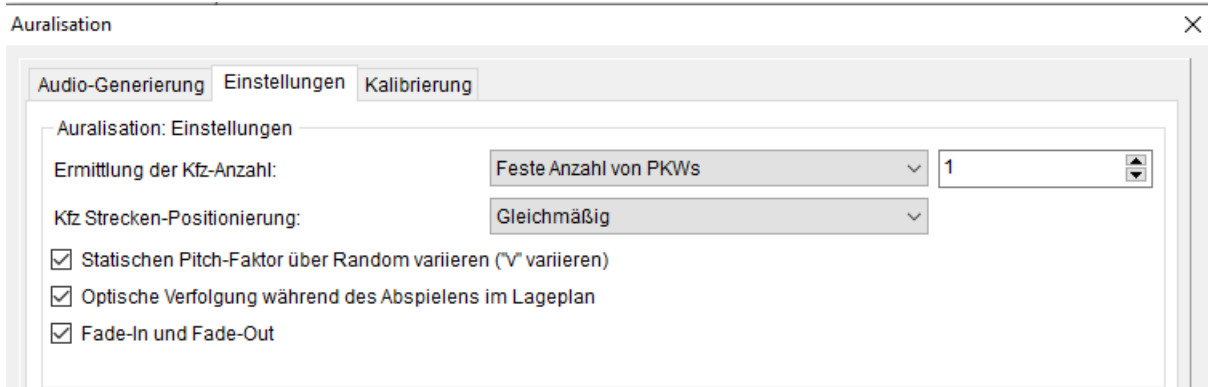 Auralisation
Audio-Generierung Einstellungen Kalibrierung
Auralisation: Einstellungen
Ermittlung der Kfz-Anzahl: Feste Anzahl von PKWs 1
Kfz Strecken-Positionierung: Gleichmäßig
Statischen Pitch-Faktor über Random variieren ("v" variieren)
Optische Verfolgung während des Abspielens im Lageplan
Fade-In und Fade-Out